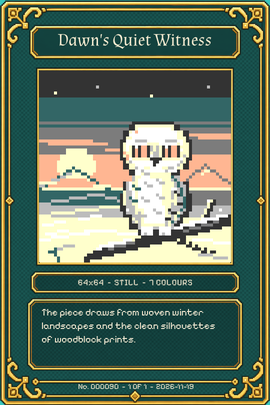 Dawn's Quiet Witness
64x64 - STILL - 7 COLOURS
The piece draws from woven winter
landscapes and the clean silhouettes
of woodblock prints.
No. 00009D - 1 OF 1 - 2026-11-19